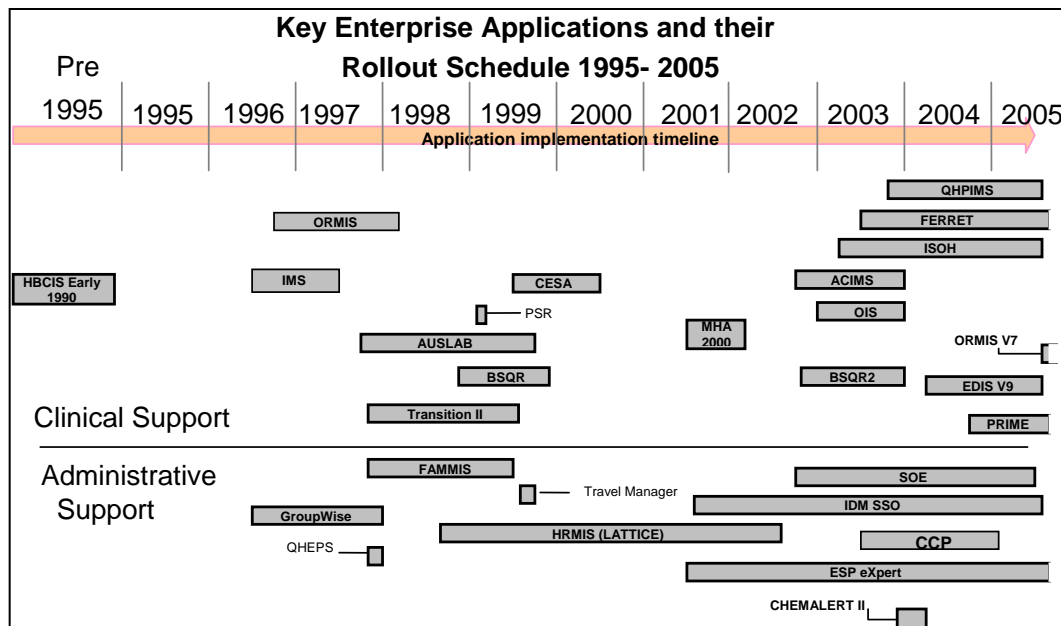 Key Enterprise Applications and their
Rollout Schedule 1995- 2005
Pre
1995 1995 1996 1997 1998 1999 2000 2001 2002 2003 2004 2005
Application implementation timeline
QHPIMS
ORMIS
FERRET
ISOH
HBCIS Early
1990
IMS
CESA
ACIMS
PSR
OIS
MHA
2000
AUSLAB
ORMIS V7
BSQR
BSQR2
EDIS V9
Clinical Support
Transition II
PRIME
Administrative
Support
FAMMIS
SOE
Travel Manager
IDM SSO
GroupWise
HRMIS (LATTICE)
CCP
QHEPS
ESP eXpert
CHEMALERT II